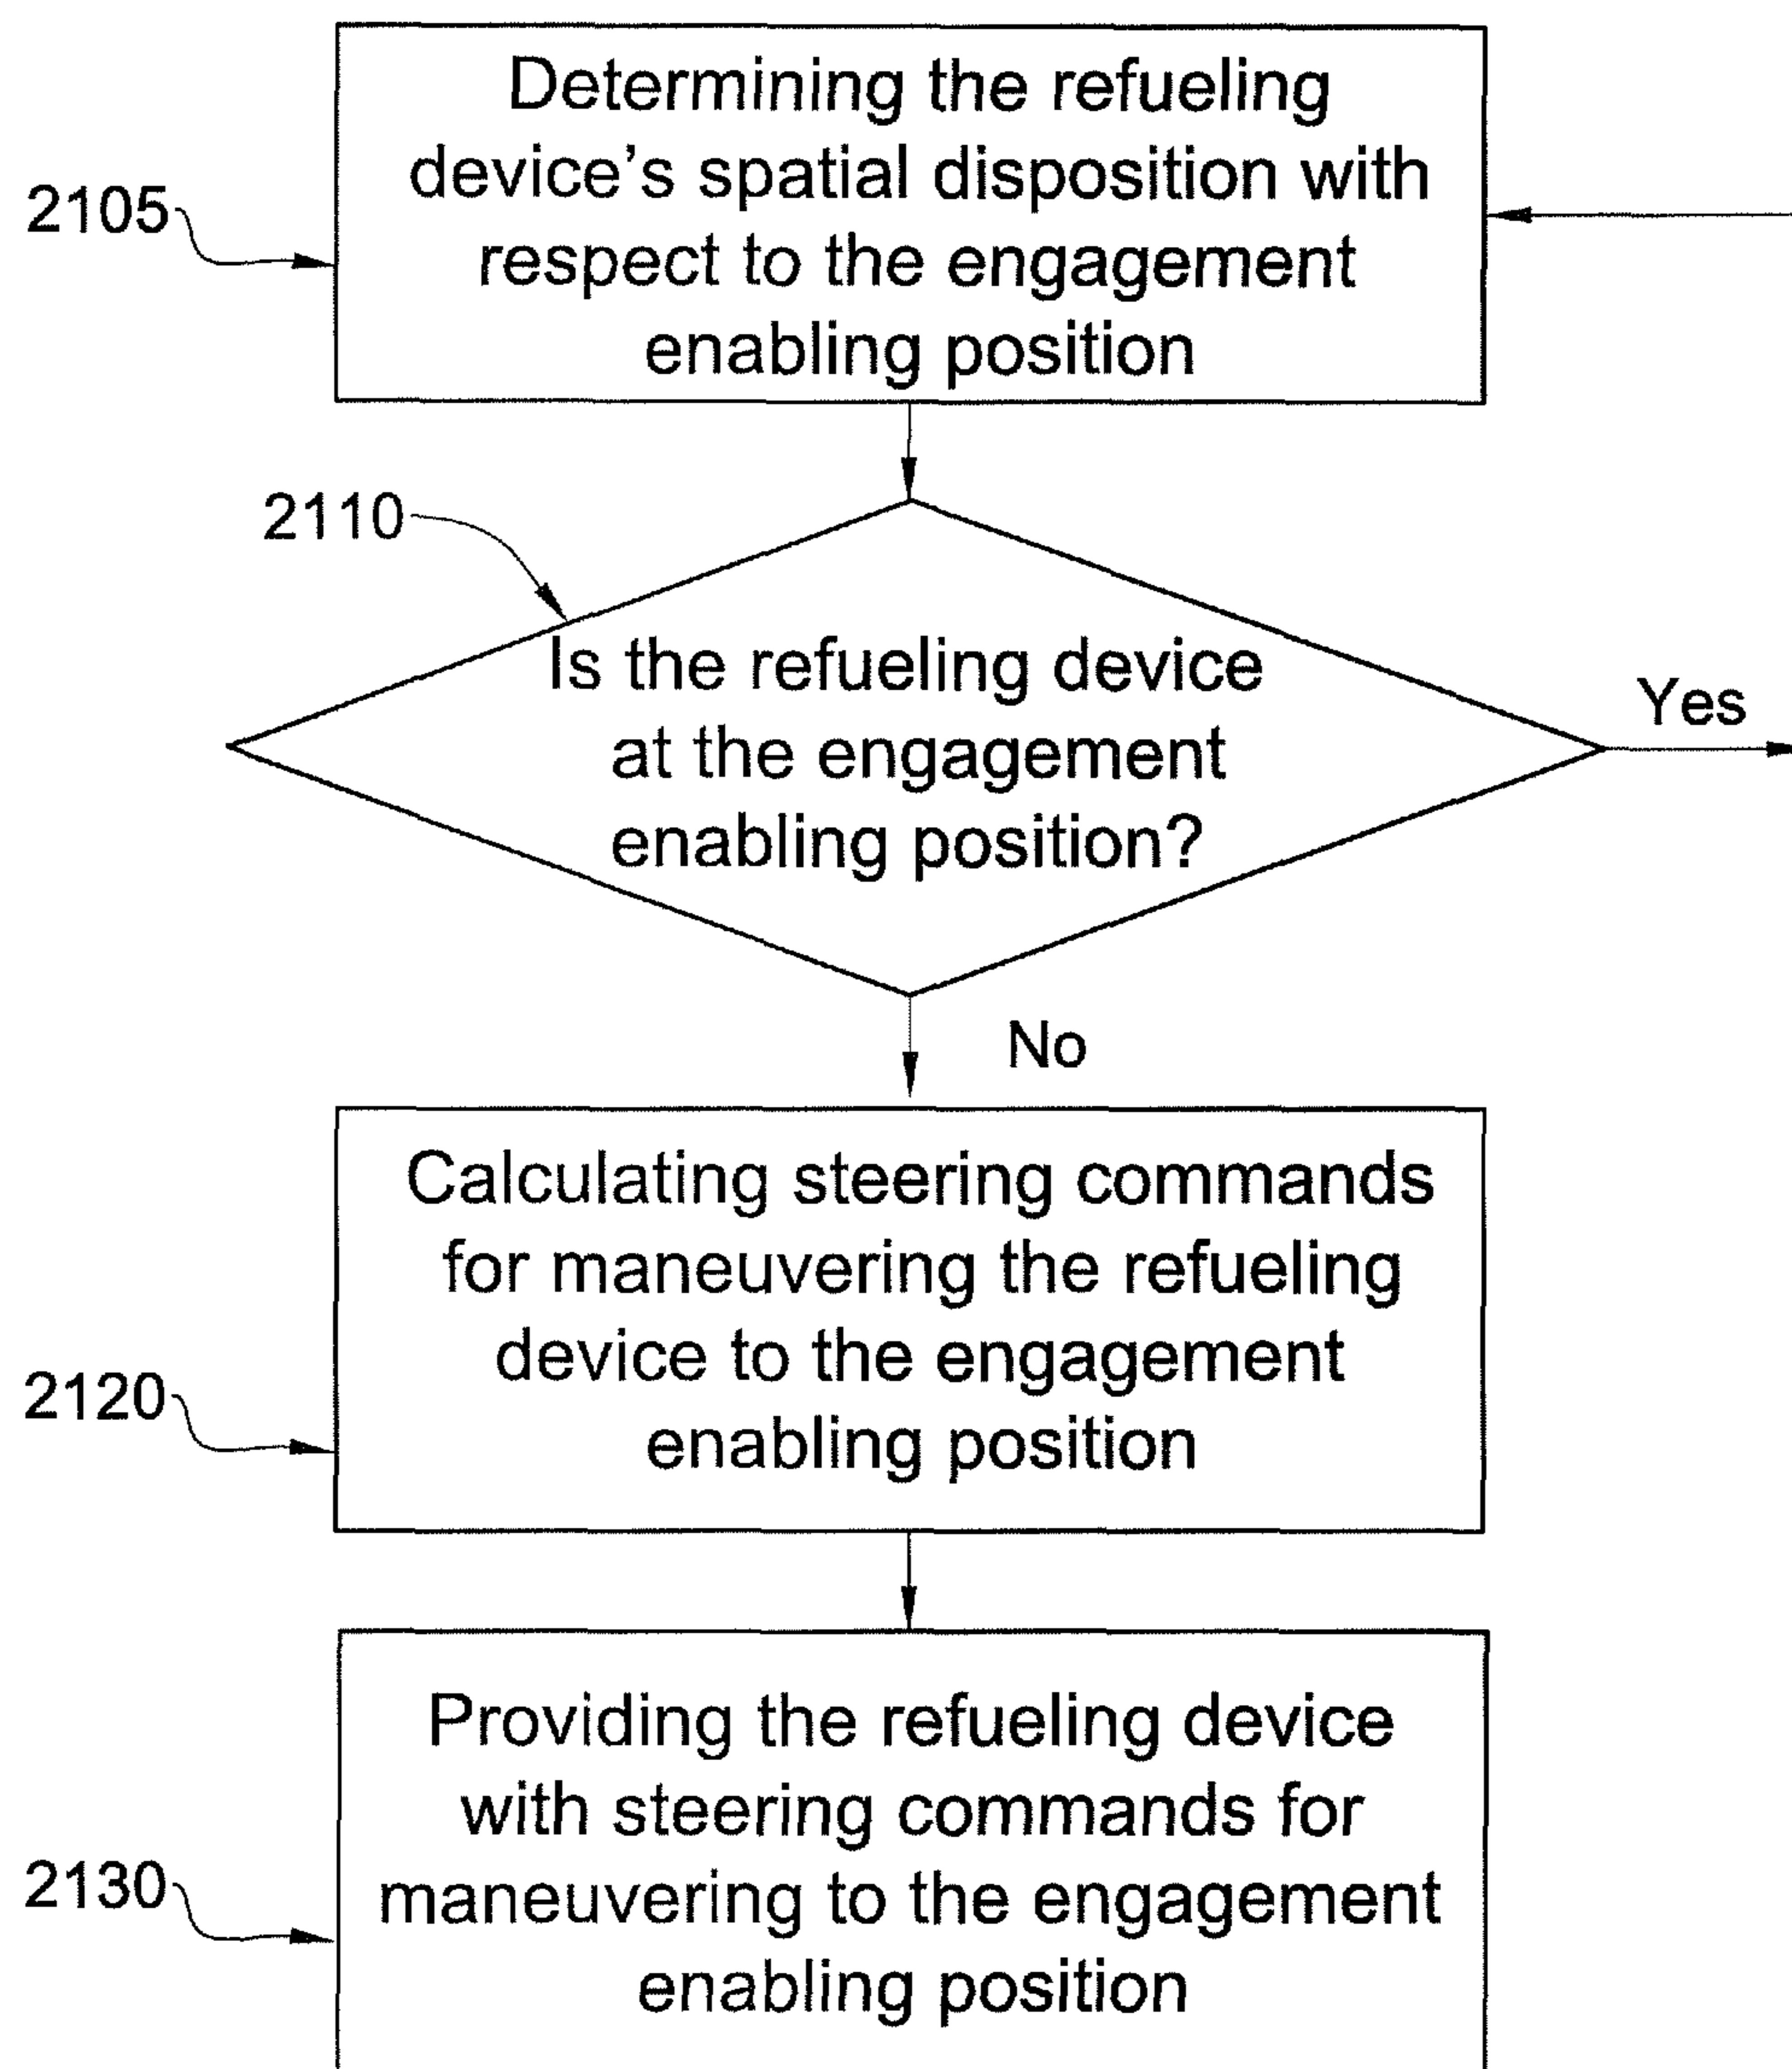 Determining the refueling
device's spatial disposition with
respect to the engagement
enabling position
2105
2110
Is the refueling device
at the engagement
enabling position?
Yes
No
Calculating steering commands
for maneuvering the refueling
device to the engagement
enabling position
2120
Providing the refueling device
with steering commands for
maneuvering to the engagement
enabling position
2130